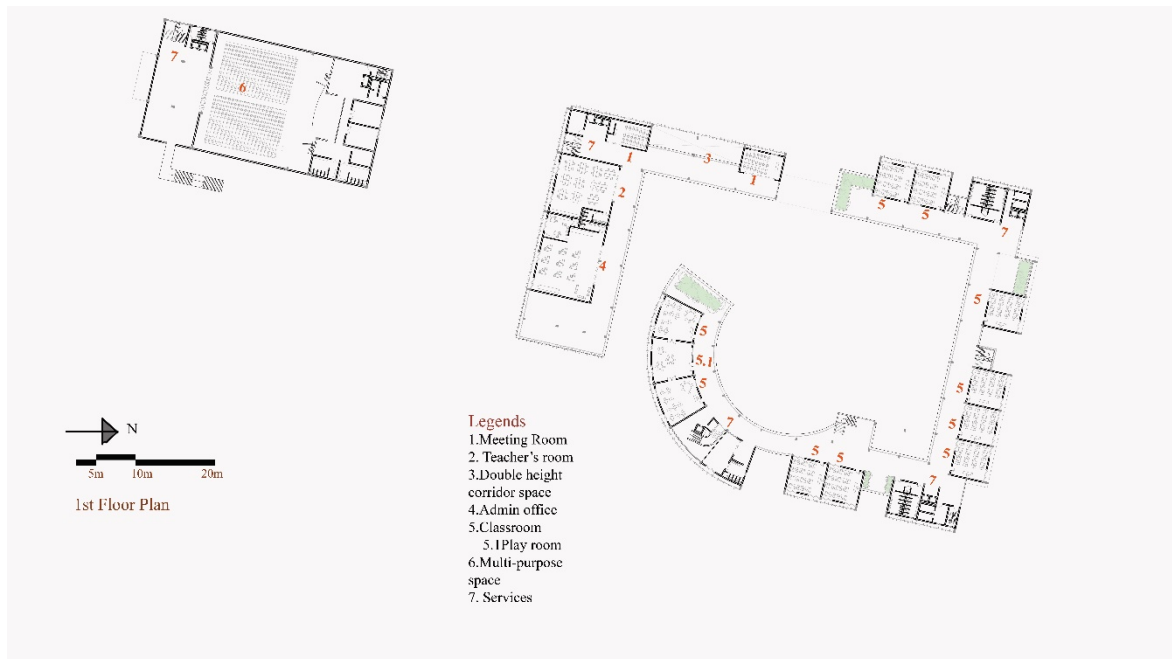 7
6
7
1
3
1
2
4
5
5
7
5
5
5.1
5
5
5
5
7
5
5
7
N
5m 10m 20m
1st Floor Plan
Legends
1.Meeting Room
2. Teacher's room
3.Double height
corridor space
4.Admin office
5.Classroom
5.1Play room
6.Multi-purpose
space
7. Services